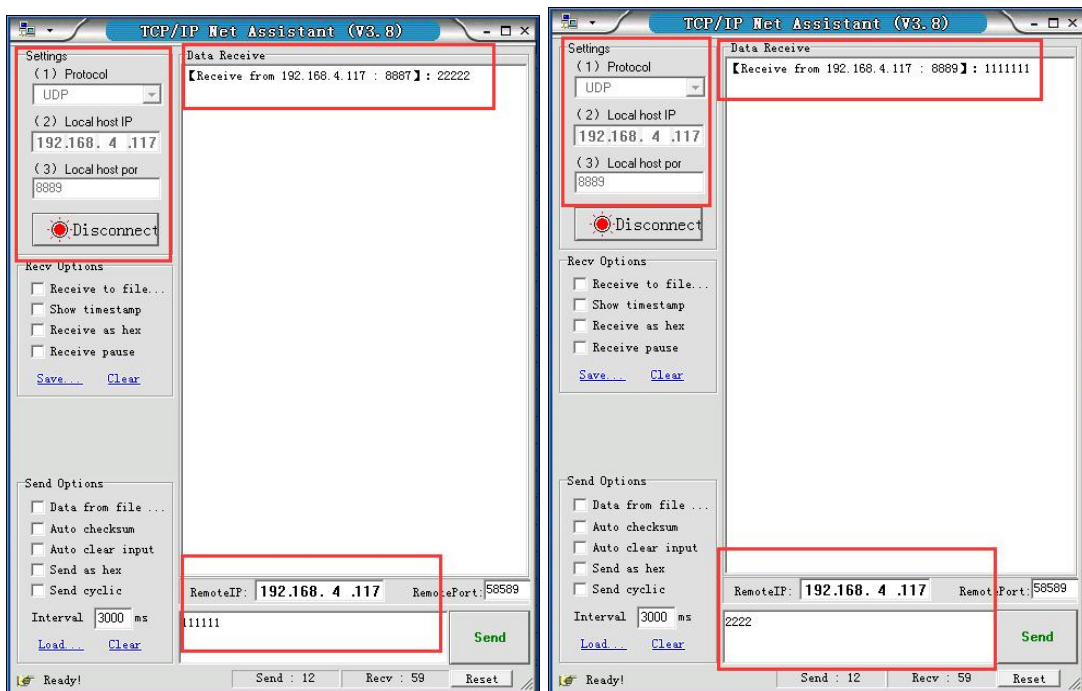 TCP/IP Net Assistant (V3.8)
Settings
(1) Protocol
UDP
(2) Local host IP
192.168. 4 .117
(3) Local host por
8889
Disconnect
Recv Options
Receive to file...
Show timestamp
Receive as hex
Receive pause
Save... Clear
Send Options
Data from file ...
Auto checksum
Auto clear input
Send as hex
Send cyclic
Interval 3000 ms
Load... Clear
Data Receive
【Receive from 192.168.4.117 : 8887】: 22222
RemoteIP: 192.168. 4 .117 RemotePort: 58589
111111
Send
Ready! Send : 12 Recv : 59 Reset
TCP/IP Net Assistant (V3.8)
Settings
(1) Protocol
UDP
(2) Local host IP
192.168. 4 .117
(3) Local host por
8889
Disconnect
Recv Options
Receive to file...
Show timestamp
Receive as hex
Receive pause
Save... Clear
Send Options
Data from file ...
Auto checksum
Auto clear input
Send as hex
Send cyclic
Interval 3000 ms
Load... Clear
Data Receive
【Receive from 192.168.4.117 : 8889】: 1111111
RemoteIP: 192.168. 4 .117 RemotePort: 58589
2222
Send
Ready! Send : 12 Recv : 59 Reset